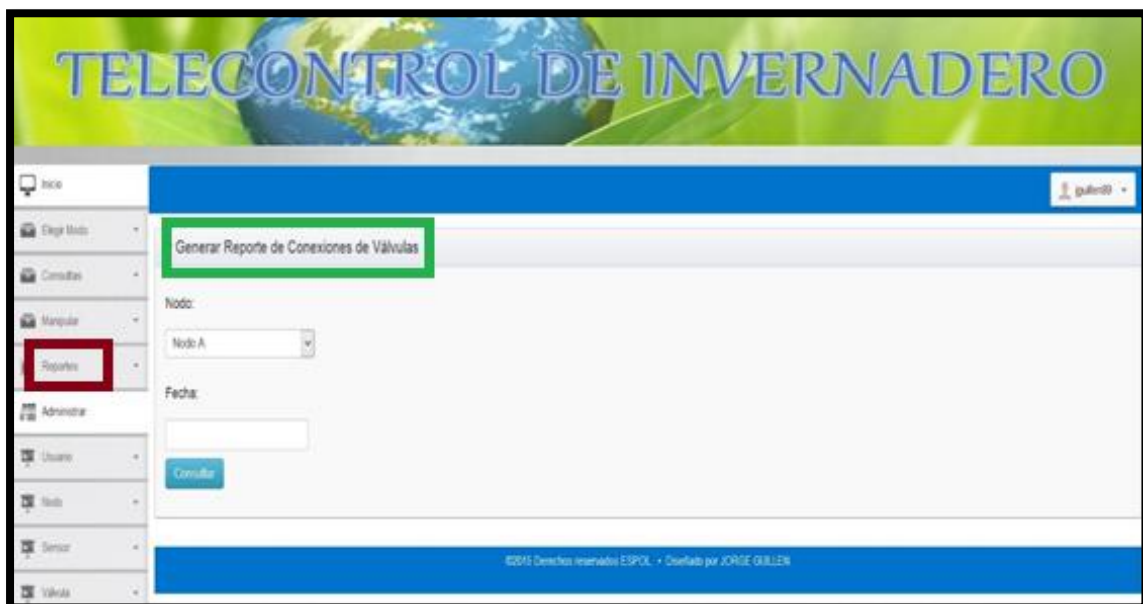 TELECONTROL DE INVERNADERO
Inicio
guillen89
Elegir Modo
Generar Reporte de Conexiones de Válvulas
Consultas
Nodo:
Manipular
Nodo A
Reportes
Fecha:
Administrar
Usuario
Consultar
Nodo
Sensor
©2015 Derechos reservados ESPOL • Diseñado por JORGE GUILLEN
Válvula